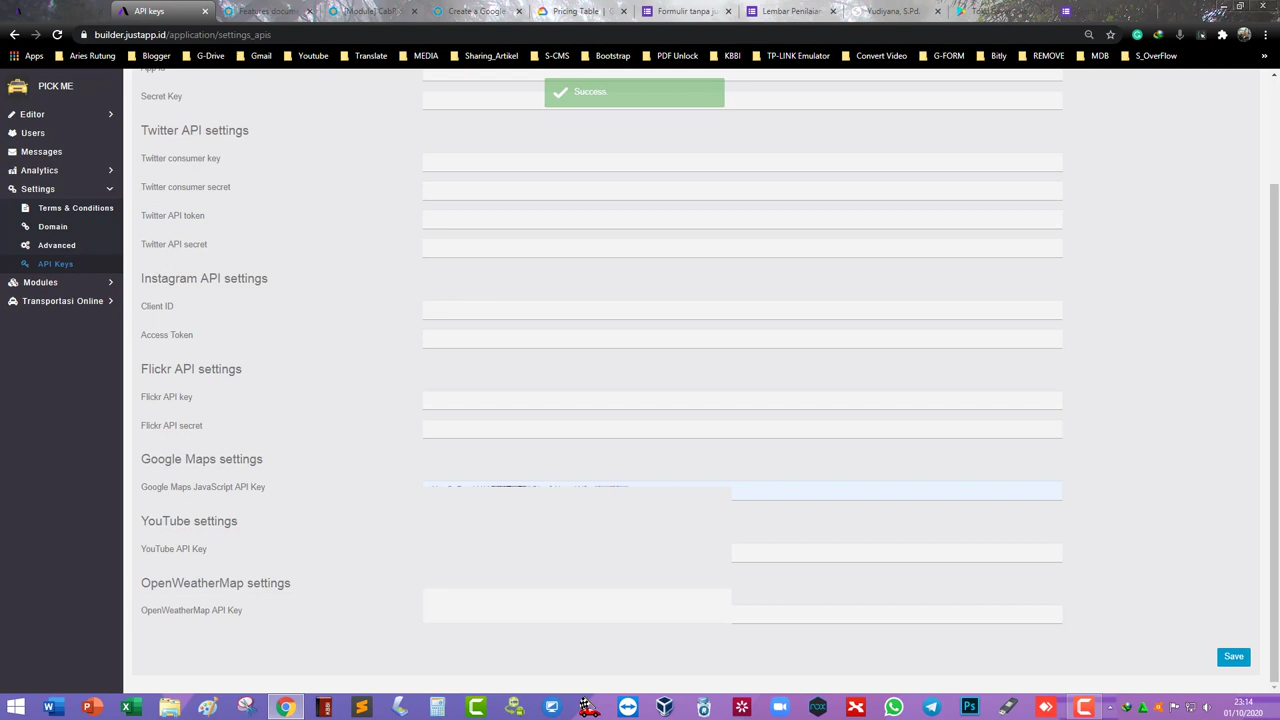 API keys
Features docum
[Module] CabRi
Create a Google
Pricing Table | G
Formulir tanpa ju
Lembar Penilaian
Yudiyana, S.Pd.
builder.justapp.id/application/settings_apis
Apps
Aries Rutung
Blogger
G-Drive
Gmail
Youtube
Translate
MEDIA
Sharing_Artikel
S-CMS
Bootstrap
PDF Unlock
KBBI
TP-LINK Emulator
Convert Video
G-FORM
Bitly
REMOVE
MDB
S_OverFlow
PICK ME
Editor
Users
Messages
Analytics
Settings
Terms & Conditions
Domain
Advanced
API Keys
Modules
Transportasi Online
App Id
Success.
Secret Key
Twitter API settings
Twitter consumer key
Twitter consumer secret
Twitter API token
Twitter API secret
Instagram API settings
Client ID
Access Token
Flickr API settings
Flickr API key
Flickr API secret
Google Maps settings
Google Maps JavaScript API Key
YouTube settings
YouTube API Key
OpenWeatherMap settings
OpenWeatherMap API Key
Save
23:14
01/10/2020